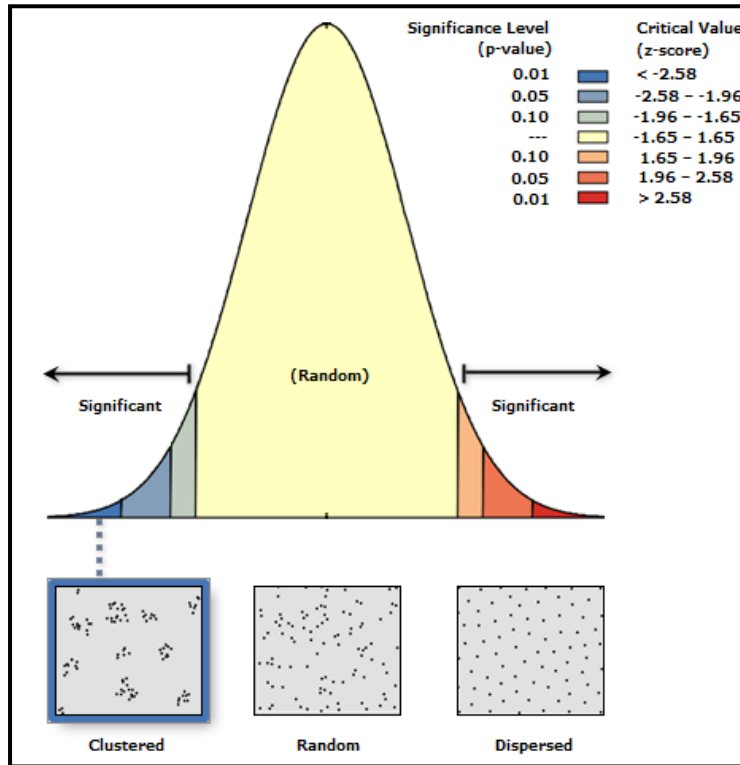 Significance Level Critical Value
(p-value) (z-score)
0.01 < -2.58
0.05 -2.58 – -1.96
0.10 -1.96 – -1.65
--- -1.65 – 1.65
0.10 1.65 – 1.96
0.05 1.96 – 2.58
0.01 > 2.58
(Random)
Significant Significant
Clustered Random Dispersed